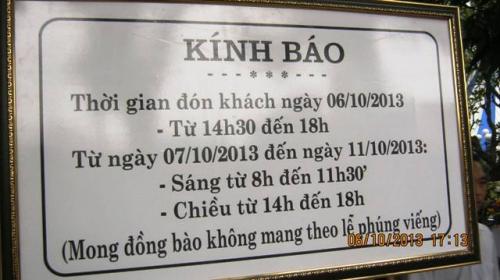 KÍNH BÁO
---***---
Thời gian đón khách ngày 06/10/2013
- Từ 14h30 đến 18h
Từ ngày 07/10/2013 đến ngày 11/10/2013:
- Sáng từ 8h đến 11h30’
- Chiều từ 14h đến 18h
(Mong đồng bào không mang theo lễ phúng viếng)
06/10/2013 17:13